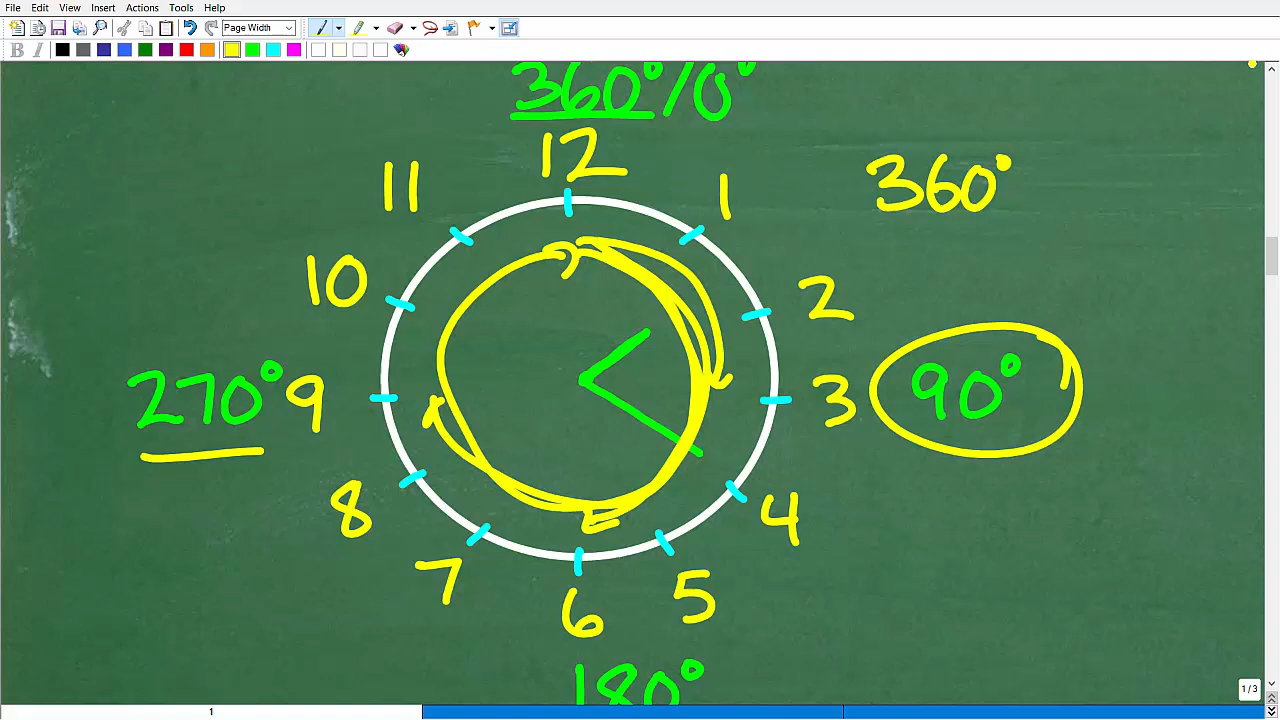 File Edit View Insert Actions Tools Help
Page Width
B I
360°/0°
12
11 1 360°
10 2
270° 9 3 90°
8 4
7 5
6
180°
1/3
1